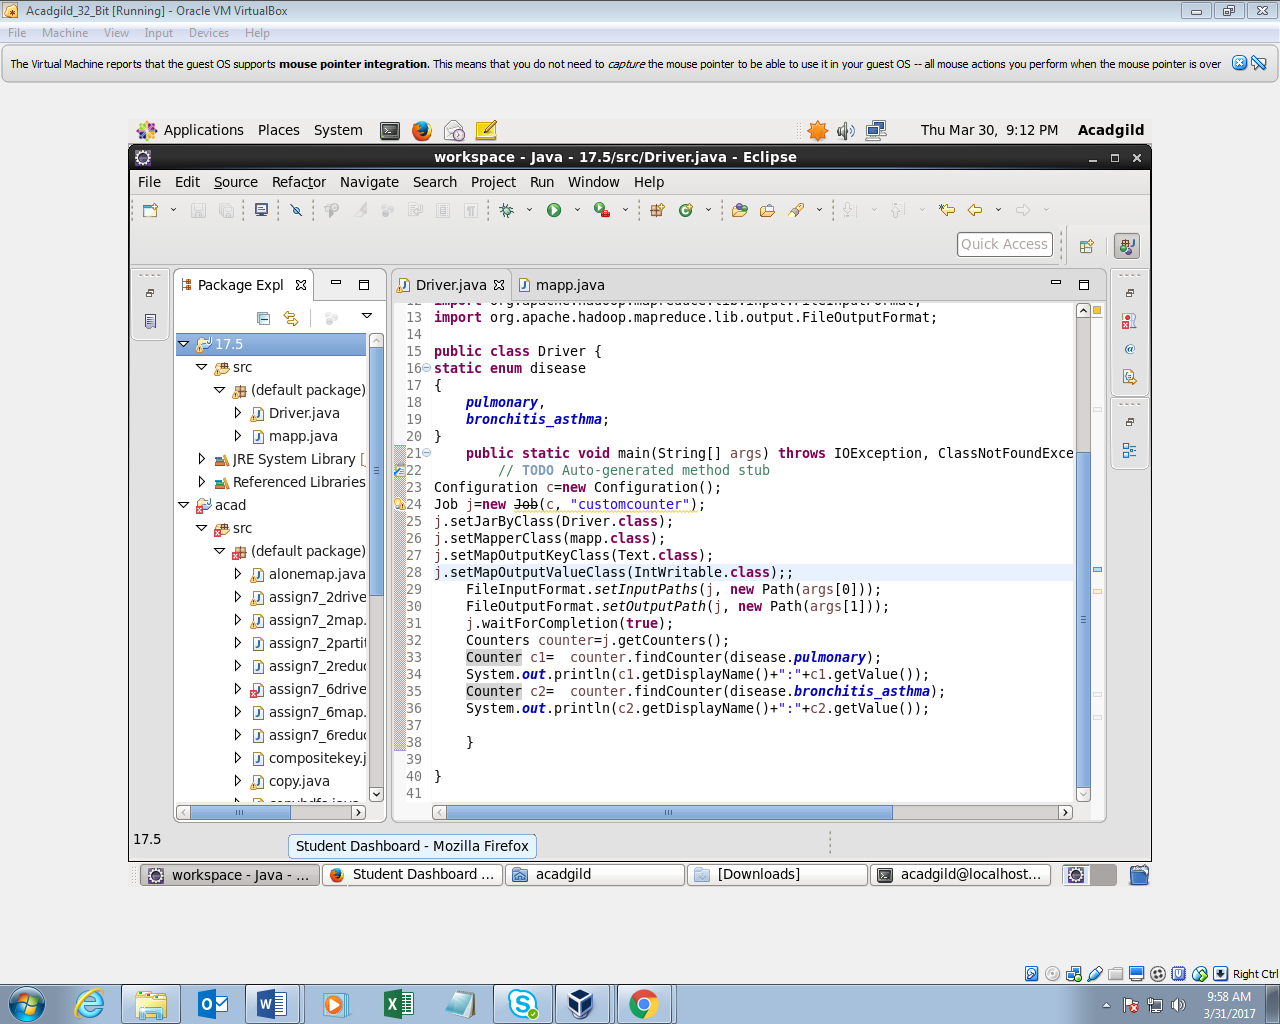 Acadgild_32_Bit [Running] - Oracle VM VirtualBox
File Machine View Input Devices Help
The Virtual Machine reports that the guest OS supports mouse pointer integration. This means that you do not need to capture the mouse pointer to be able to use it in your guest OS -- all mouse actions you perform when the mouse pointer is over
Applications Places System Thu Mar 30, 9:12 PM Acadgild
workspace - Java - 17.5/src/Driver.java - Eclipse
File Edit Source Refactor Navigate Search Project Run Window Help
Quick Access
Package Expl
17.5
src
(default package)
Driver.java
mapp.java
JRE System Library [
Referenced Libraries
acad
src
(default package)
alonemap.java
assign7_2drive
assign7_2map.
assign7_2partit
assign7_2reduc
assign7_6drive
assign7_6map.
assign7_6reduc
compositekey.j
copy.java
Driver.java mapp.java
12 import org.apache.hadoop.mapreduce.lib.input.FileInputFormat;
13 import org.apache.hadoop.mapreduce.lib.output.FileOutputFormat;
14
15 public class Driver {
16 static enum disease
17 {
18 pulmonary,
19 bronchitis_asthma;
20 }
21 public static void main(String[] args) throws IOException, ClassNotFoundExce
22 // TODO Auto-generated method stub
23 Configuration c=new Configuration();
24 Job j=new Job(c, "customcounter");
25 j.setJarByClass(Driver.class);
26 j.setMapperClass(mapp.class);
27 j.setMapOutputKeyClass(Text.class);
28 j.setMapOutputValueClass(IntWritable.class);;
29 FileInputFormat.setInputPaths(j, new Path(args[0]));
30 FileOutputFormat.setOutputPath(j, new Path(args[1]));
31 j.waitForCompletion(true);
32 Counters counter=j.getCounters();
33 Counter c1= counter.findCounter(disease.pulmonary);
34 System.out.println(c1.getDisplayName()+":"+c1.getValue());
35 Counter c2= counter.findCounter(disease.bronchitis_asthma);
36 System.out.println(c2.getDisplayName()+":"+c2.getValue());
37
38 }
39
40 }
41
17.5
Student Dashboard - Mozilla Firefox
workspace - Java - ... Student Dashboard ... acadgild [Downloads] acadgild@localhost...
Right Ctrl
9:58 AM
3/31/2017